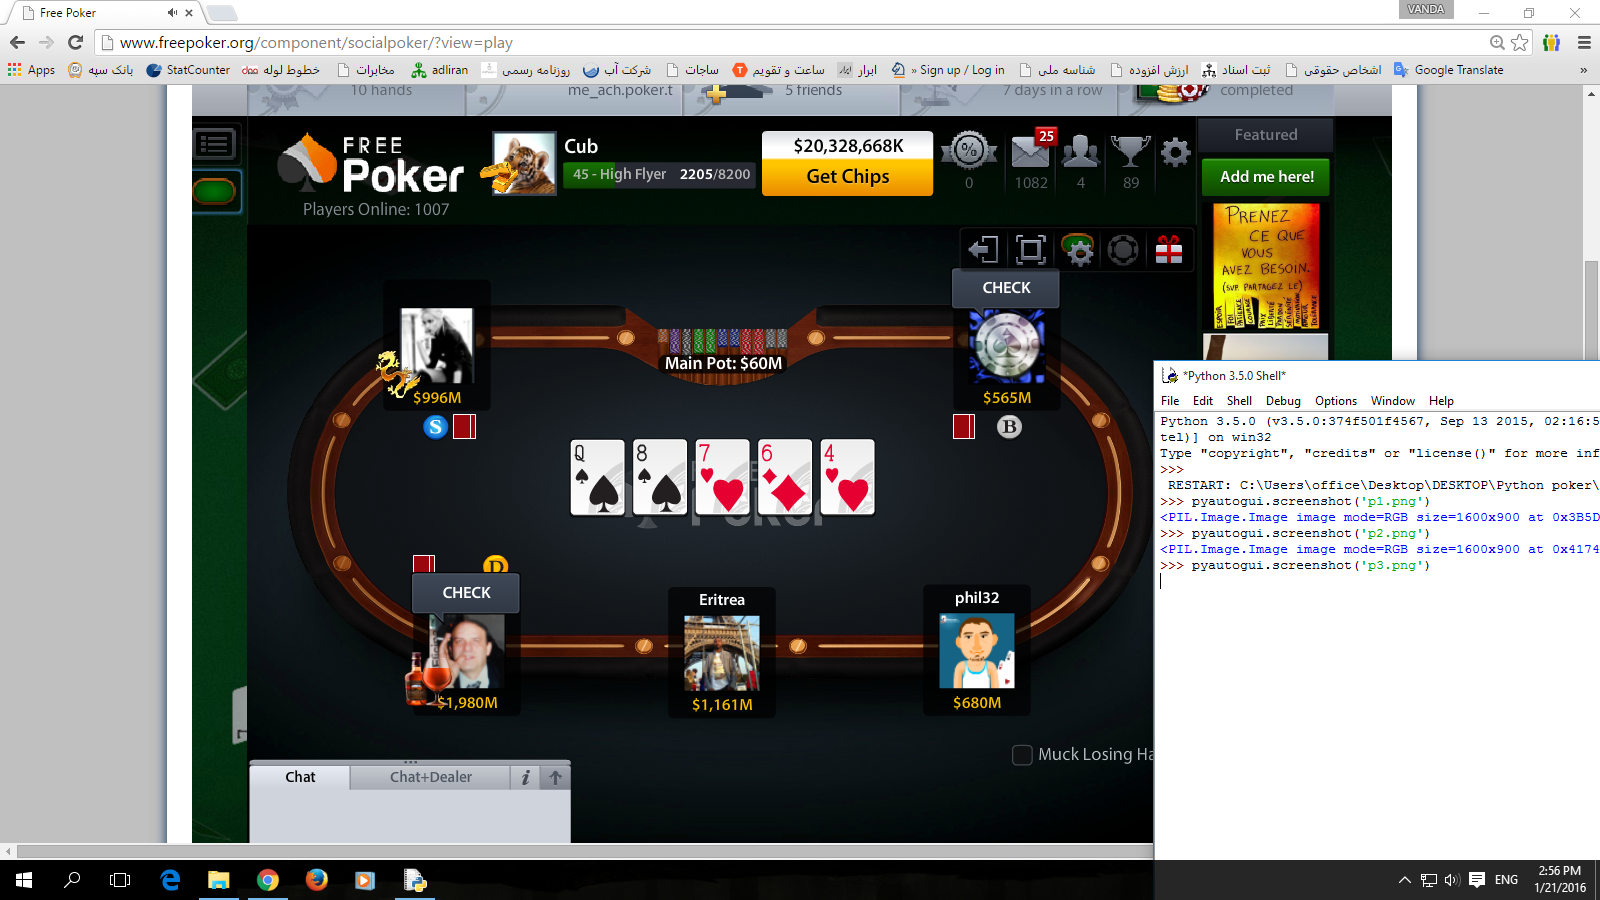 Free Poker
VANDA
www.freepoker.org/component/socialpoker/?view=play
Apps
بانک سپه
StatCounter
خطوط لوله
مخابرات
adliran
روزنامه رسمی
شرکت آب
ساجات
ساعت و تقویم
ابزار
» Sign up / Log in
شناسه ملی
ارزش افزوده
ثبت اسناد
اشخاص حقوقی
Google Translate
»
10 hands
me_ach.poker.t
5 friends
7 days in a row
completed
FREE
Poker
Players Online: 1007
Cub
45 - High Flyer 2205/8200
$20,328,668K
Get Chips
%
0
25
1082
4
89
Featured
Add me here!
PRENEZ
CE QUE
VOUS
AVEZ BESOIN.
(SVP. PARTAGEZ LE)
CHECK
Main Pot: $60M
$996M
$565M
S
B
Q
8
7
6
4
D
CHECK
Eritrea
phil32
$1,980M
$1,161M
$680M
Muck Losing Ha
Chat
Chat+Dealer
i
*Python 3.5.0 Shell*
File Edit Shell Debug Options Window Help
Python 3.5.0 (v3.5.0:374f501f4567, Sep 13 2015, 02:16:5
tel)] on win32
Type "copyright", "credits" or "license()" for more inf
>>>
RESTART: C:\Users\office\Desktop\DESKTOP\Python poker\
>>> pyautogui.screenshot('p1.png')
<PIL.Image.Image image mode=RGB size=1600x900 at 0x3B5D
>>> pyautogui.screenshot('p2.png')
<PIL.Image.Image image mode=RGB size=1600x900 at 0x4174
>>> pyautogui.screenshot('p3.png')
ENG
2:56 PM
1/21/2016